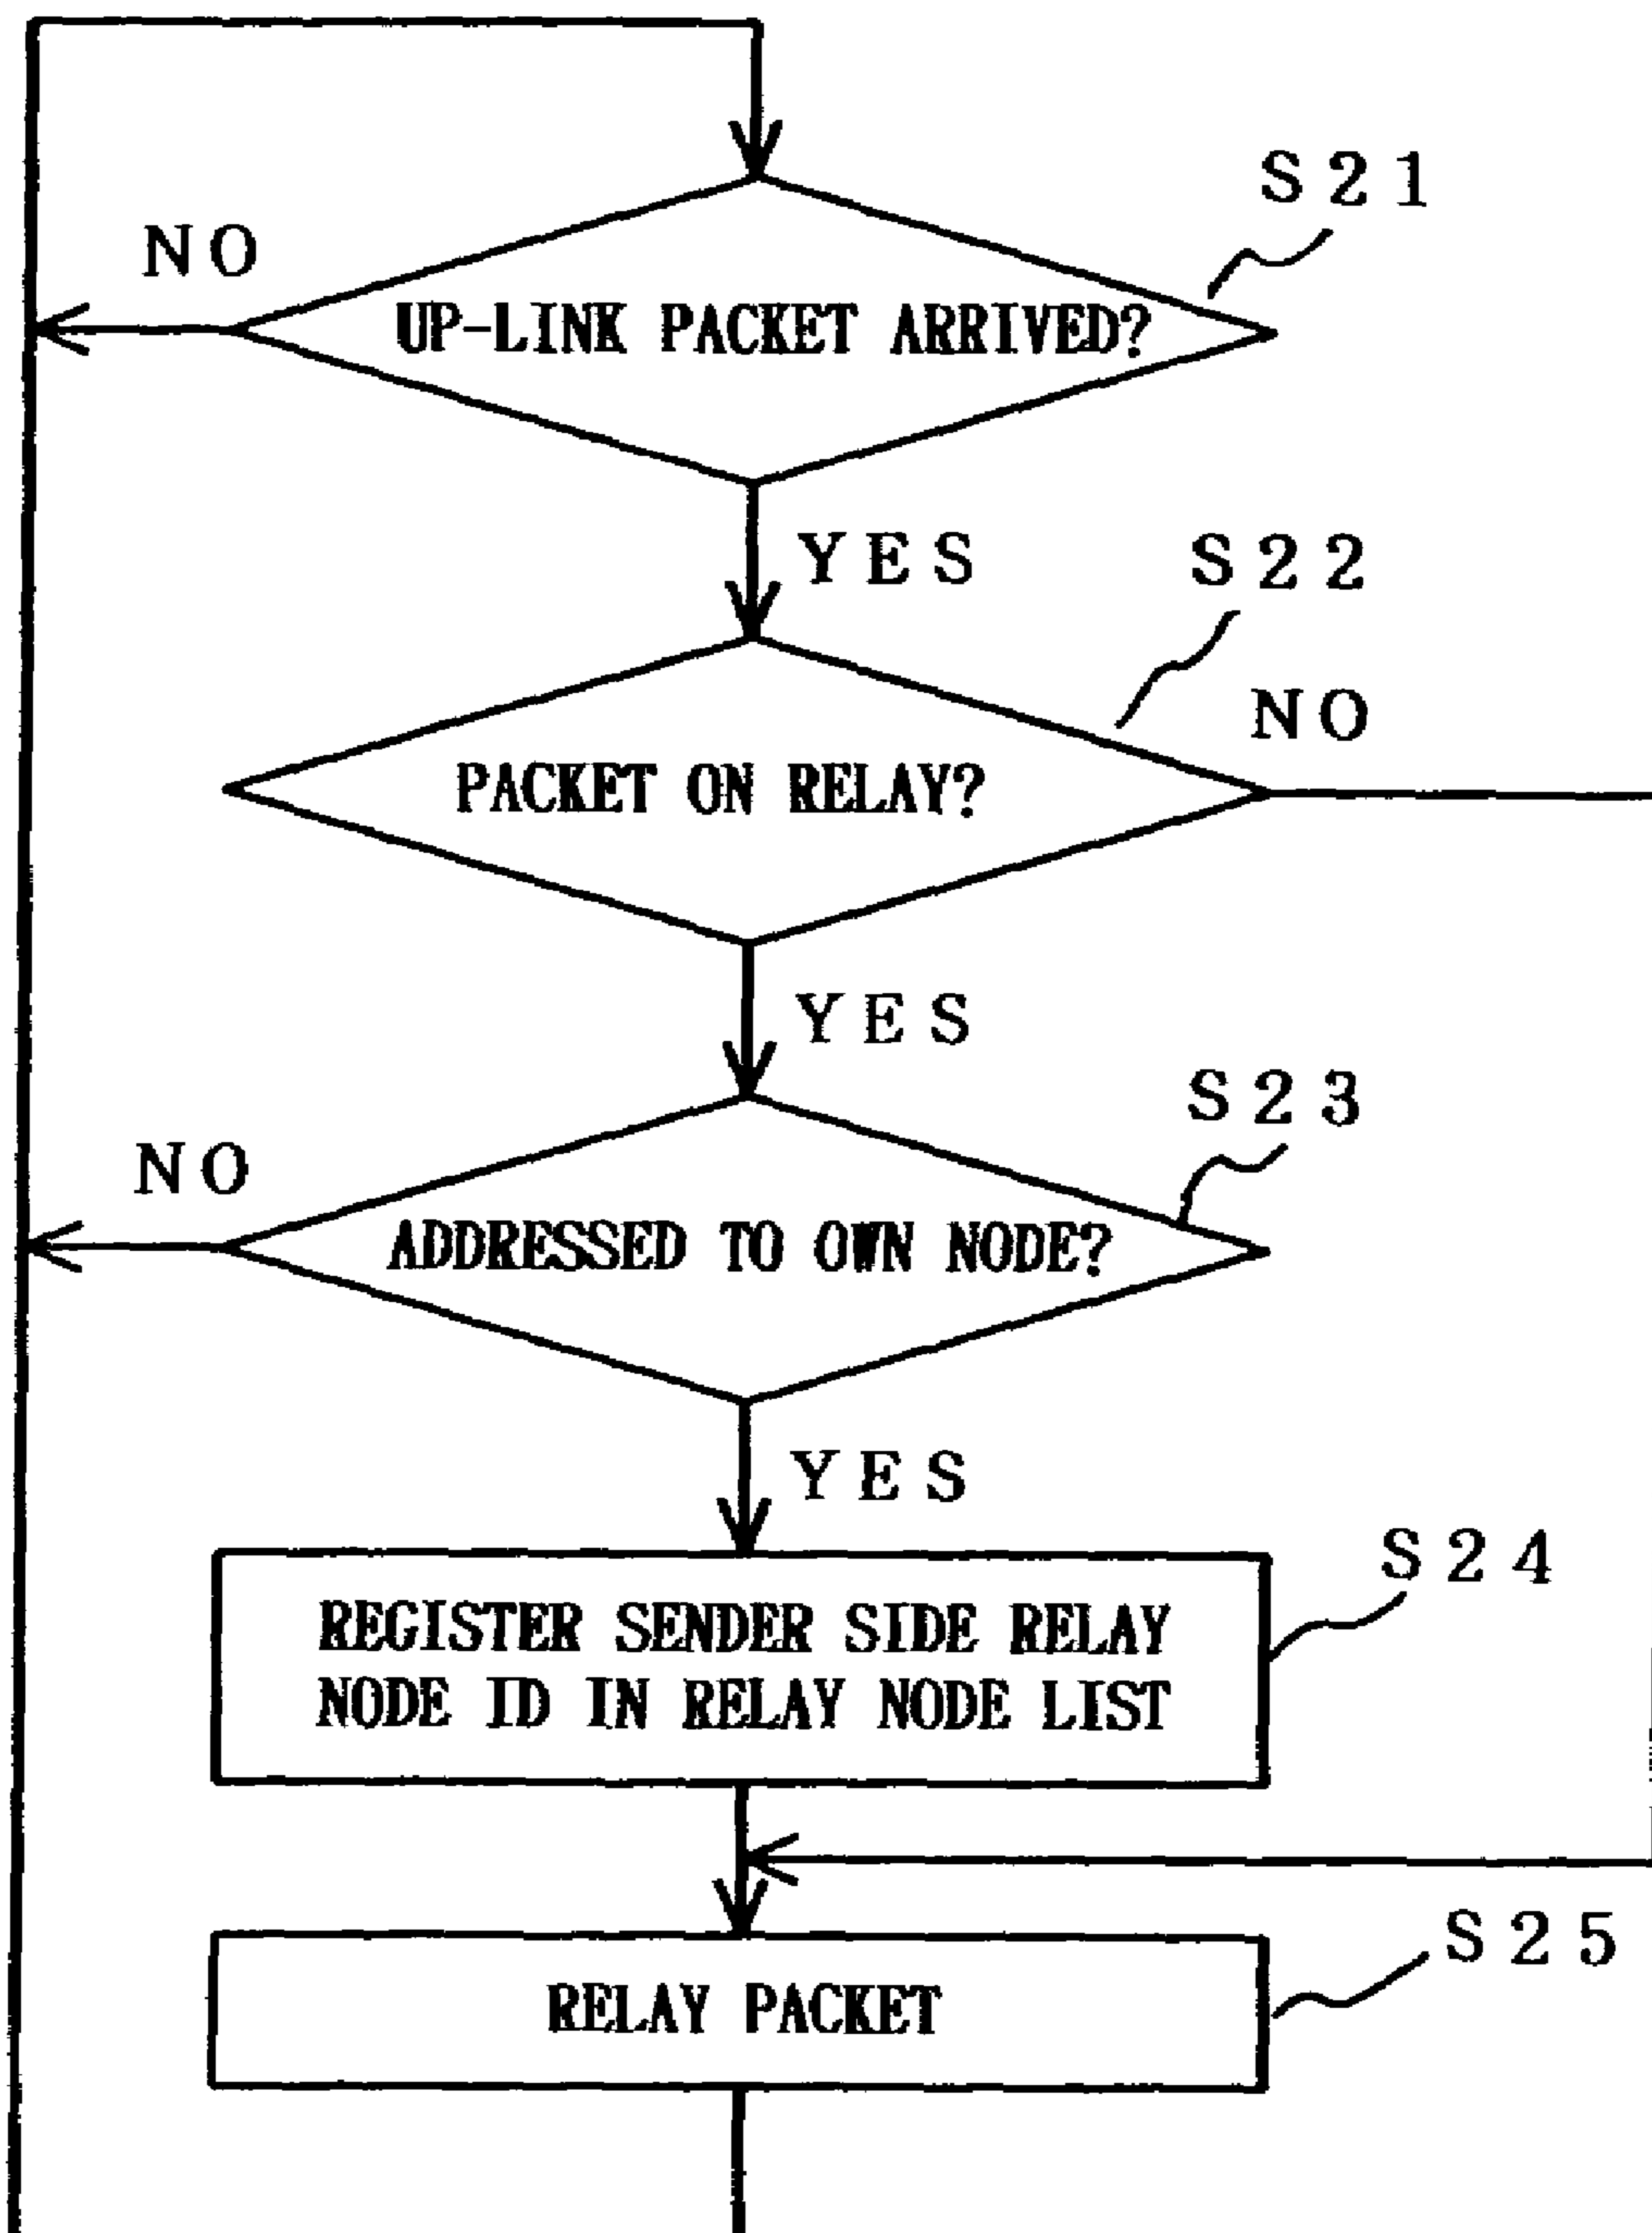 S21
NO
UP-LINK PACKET ARRIVED?
YES
S22
NO
PACKET ON RELAY?
YES
S23
NO
ADDRESSED TO OWN NODE?
YES
S24
REGISTER SENDER SIDE RELAY
NODE ID IN RELAY NODE LIST
S25
RELAY PACKET